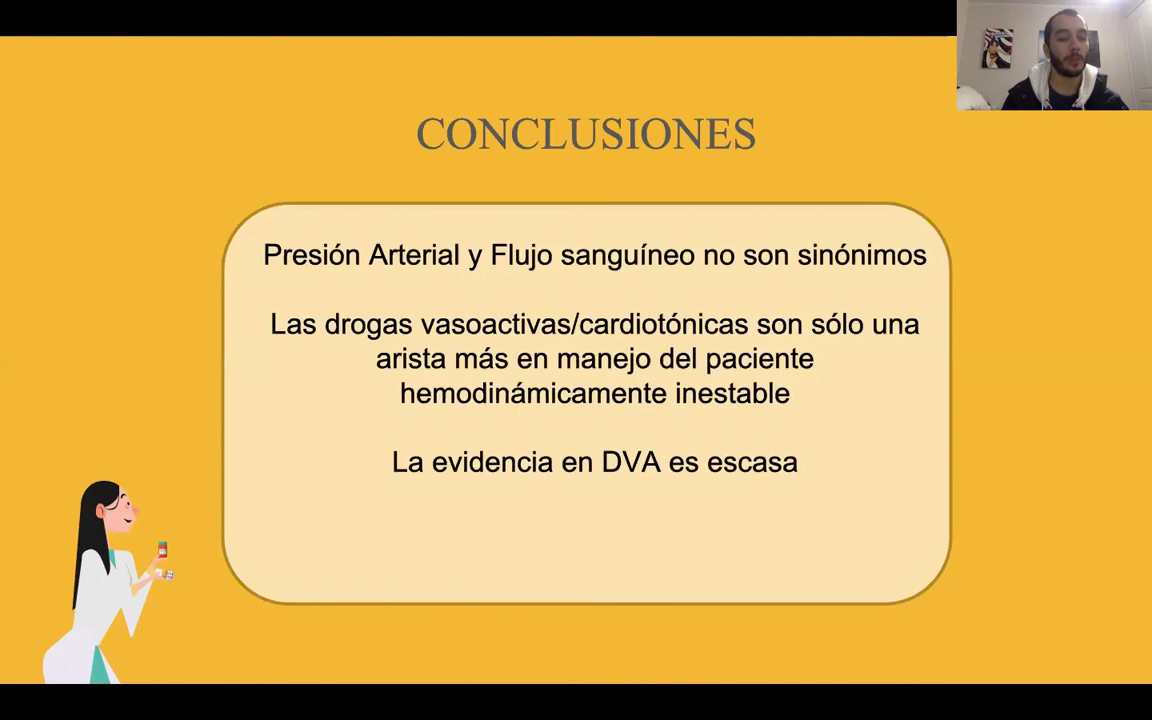 CONCLUSIONES
Presión Arterial y Flujo sanguíneo no son sinónimos
Las drogas vasoactivas/cardiotónicas son sólo una
arista más en manejo del paciente
hemodinámicamente inestable
La evidencia en DVA es escasa